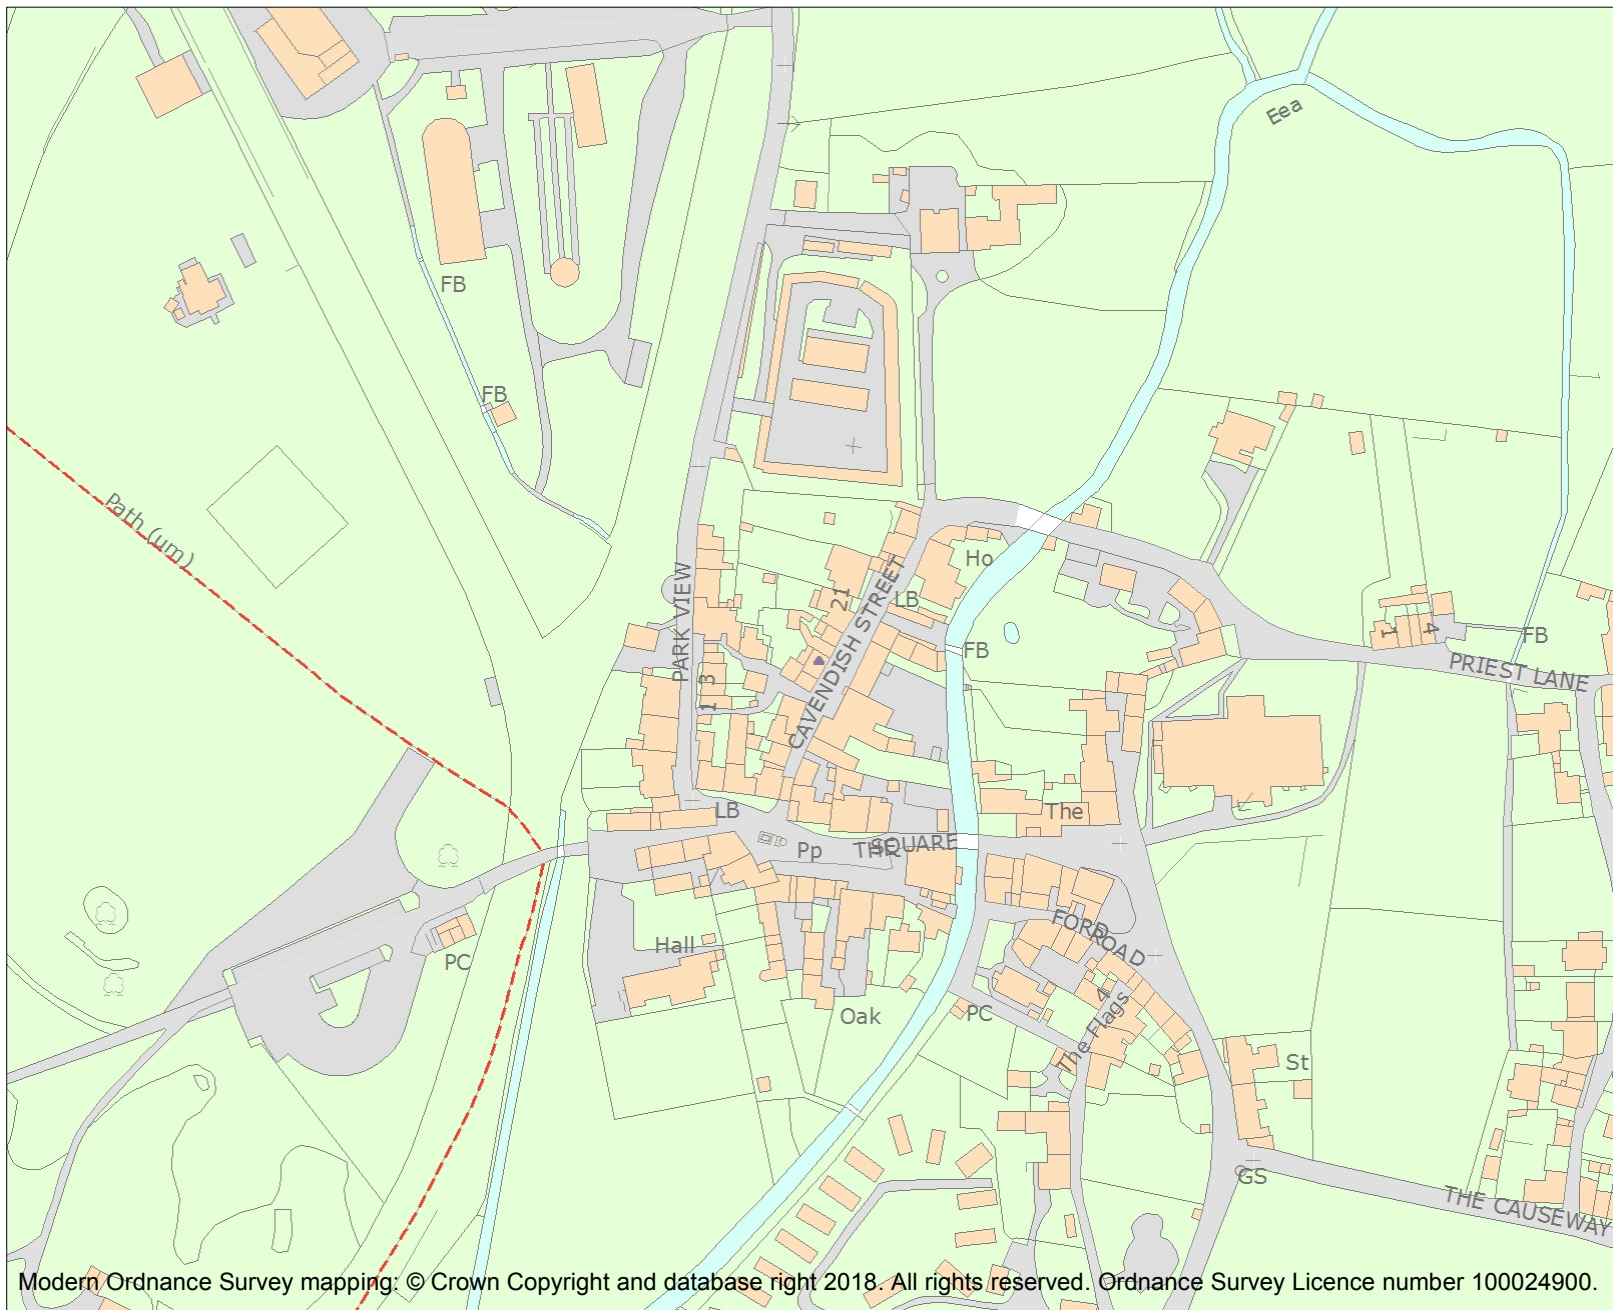 Eea
FB
FB
Path (um)
Ho
PARK VIEW
21
CAVENDISH STREET
LB
FB
1
4
FB
PRIEST LANE
3
1
LB
The
Pp
THE
SQUARE
FORD
ROAD
Hall
PC
4
The Flags
Oak
PC
St
GS
THE CAUSEWAY
Modern Ordnance Survey mapping: © Crown Copyright and database right 2018. All rights reserved. Ordnance Survey Licence number 100024900.